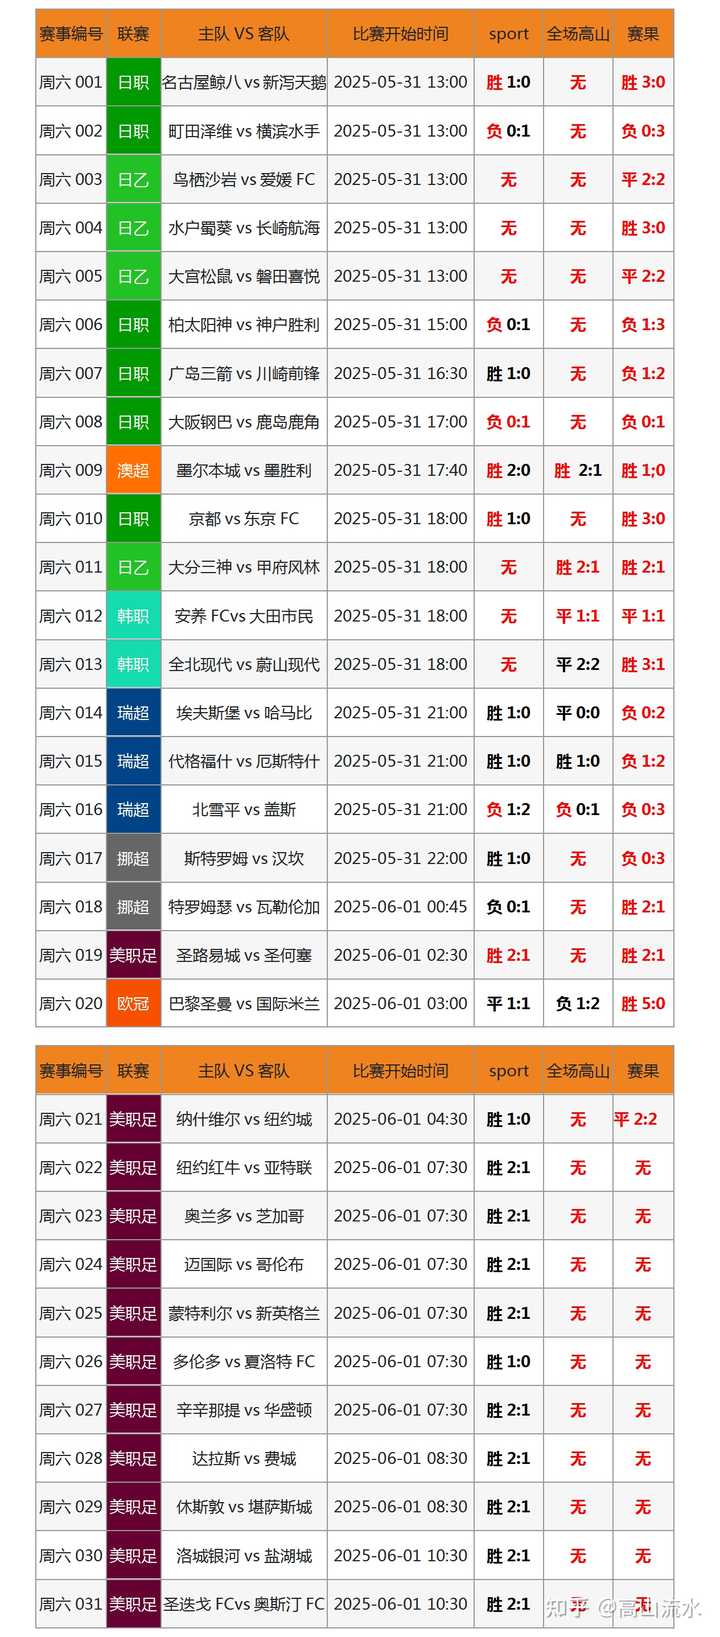 赛事编号 联赛 主队 VS 客队 比赛开始时间 sport 全场高山 赛果
周六 001 日职 名古屋鲸八 vs 新泻天鹅 2025-05-31 13:00 胜 1:0 无 胜 3:0
周六 002 日职 町田泽维 vs 横滨水手 2025-05-31 13:00 负 0:1 无 负 0:3
周六 003 日乙 鸟栖沙岩 vs 爱媛 FC 2025-05-31 13:00 无 无 平 2:2
周六 004 日乙 水户蜀葵 vs 长崎航海 2025-05-31 13:00 无 无 胜 3:0
周六 005 日乙 大宫松鼠 vs 磐田喜悦 2025-05-31 13:00 无 无 平 2:2
周六 006 日职 柏太阳神 vs 神户胜利 2025-05-31 15:00 负 0:1 无 负 1:3
周六 007 日职 广岛三箭 vs 川崎前锋 2025-05-31 16:30 胜 1:0 无 负 1:2
周六 008 日职 大阪钢巴 vs 鹿岛鹿角 2025-05-31 17:00 负 0:1 无 负 0:1
周六 009 澳超 墨尔本城 vs 墨胜利 2025-05-31 17:40 胜 2:0 胜 2:1 胜 1;0
周六 010 日职 京都 vs 东京 FC 2025-05-31 18:00 胜 1:0 无 胜 3:0
周六 011 日乙 大分三神 vs 甲府风林 2025-05-31 18:00 无 胜 2:1 胜 2:1
周六 012 韩职 安养 FCvs 大田市民 2025-05-31 18:00 无 平 1:1 平 1:1
周六 013 韩职 全北现代 vs 蔚山现代 2025-05-31 18:00 无 平 2:2 胜 3:1
周六 014 瑞超 埃夫斯堡 vs 哈马比 2025-05-31 21:00 胜 1:0 平 0:0 负 0:2
周六 015 瑞超 代格福什 vs 厄斯特什 2025-05-31 21:00 胜 1:0 胜 1:0 负 1:2
周六 016 瑞超 北雪平 vs 盖斯 2025-05-31 21:00 负 1:2 负 0:1 负 0:3
周六 017 挪超 斯特罗姆 vs 汉坎 2025-05-31 22:00 胜 1:0 无 负 0:3
周六 018 挪超 特罗姆瑟 vs 瓦勒伦加 2025-06-01 00:45 负 0:1 无 胜 2:1
周六 019 美职足 圣路易城 vs 圣何塞 2025-06-01 02:30 胜 2:1 无 胜 2:1
周六 020 欧冠 巴黎圣曼 vs 国际米兰 2025-06-01 03:00 平 1:1 负 1:2 胜 5:0
赛事编号 联赛 主队 VS 客队 比赛开始时间 sport 全场高山 赛果
周六 021 美职足 纳什维尔 vs 纽约城 2025-06-01 04:30 胜 1:0 无 平 2:2
周六 022 美职足 纽约红牛 vs 亚特联 2025-06-01 07:30 胜 2:1 无 无
周六 023 美职足 奥兰多 vs 芝加哥 2025-06-01 07:30 胜 2:1 无 无
周六 024 美职足 迈国际 vs 哥伦布 2025-06-01 07:30 胜 2:1 无 无
周六 025 美职足 蒙特利尔 vs 新英格兰 2025-06-01 07:30 胜 2:1 无 无
周六 026 美职足 多伦多 vs 夏洛特 FC 2025-06-01 07:30 胜 1:0 无 无
周六 027 美职足 辛辛那提 vs 华盛顿 2025-06-01 07:30 胜 2:1 无 无
周六 028 美职足 达拉斯 vs 费城 2025-06-01 08:30 胜 2:1 无 无
周六 029 美职足 休斯敦 vs 堪萨斯城 2025-06-01 08:30 胜 2:1 无 无
周六 030 美职足 洛城银河 vs 盐湖城 2025-06-01 10:30 胜 2:1 无 无
周六 031 美职足 圣迭戈 FCvs 奥斯汀 FC 2025-06-01 10:30 胜 2:1 无 无
知乎 @高山流水